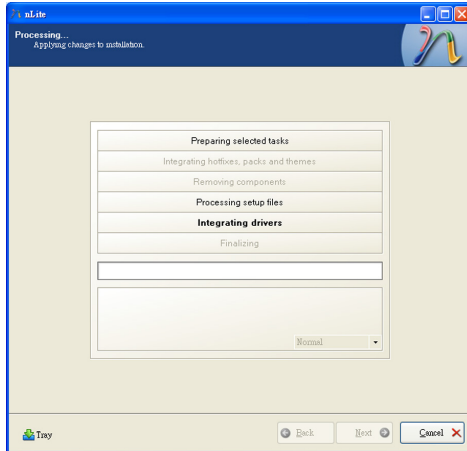 nLite
Processing...
Applying changes to installation.
Preparing selected tasks
Integrating hotfixes, packs and themes
Removing components
Processing setup files
Integrating drivers
Finalizing
Normal
Tray
Back
Next
Cancel